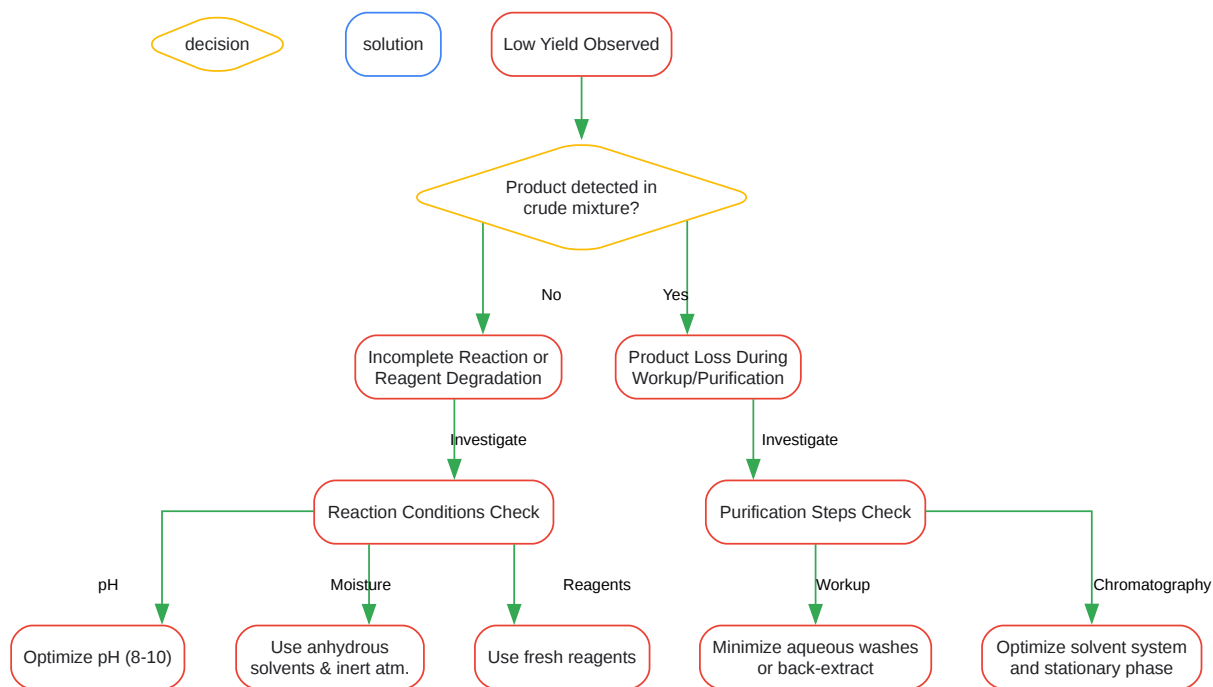 decision
solution
Low Yield Observed
Product detected in
crude mixture?
No
Yes
Incomplete Reaction or
Reagent Degradation
Product Loss During
Workup/Purification
Investigate
Investigate
Reaction Conditions Check
Purification Steps Check
pH
Moisture
Reagents
Workup
Chromatography
Optimize pH (8-10)
Use anhydrous
solvents & inert atm.
Use fresh reagents
Minimize aqueous washes
or back-extract
Optimize solvent system
and stationary phase